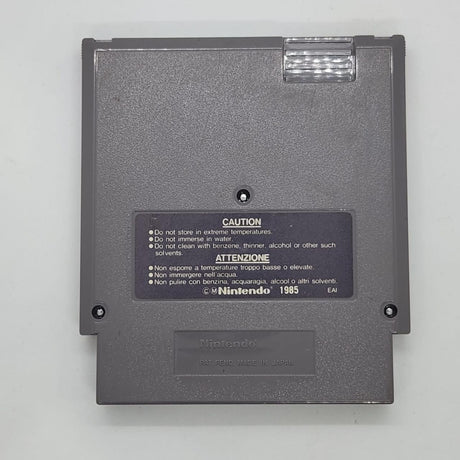 CAUTION
● Do not store in extreme temperatures.
● Do not immerse in water.
● Do not clean with benzene, thinner, alcohol or other such
solvents.
ATTENZIONE
● Non esporre a temperature troppo basse o elevate.
● Non immergere nell'acqua.
● Non pulire con benzina, acquaragia, alcool o altri solventi.
© M Nintendo® 1985 EAI
Nintendo
PAT. PEND. MADE IN JAPAN